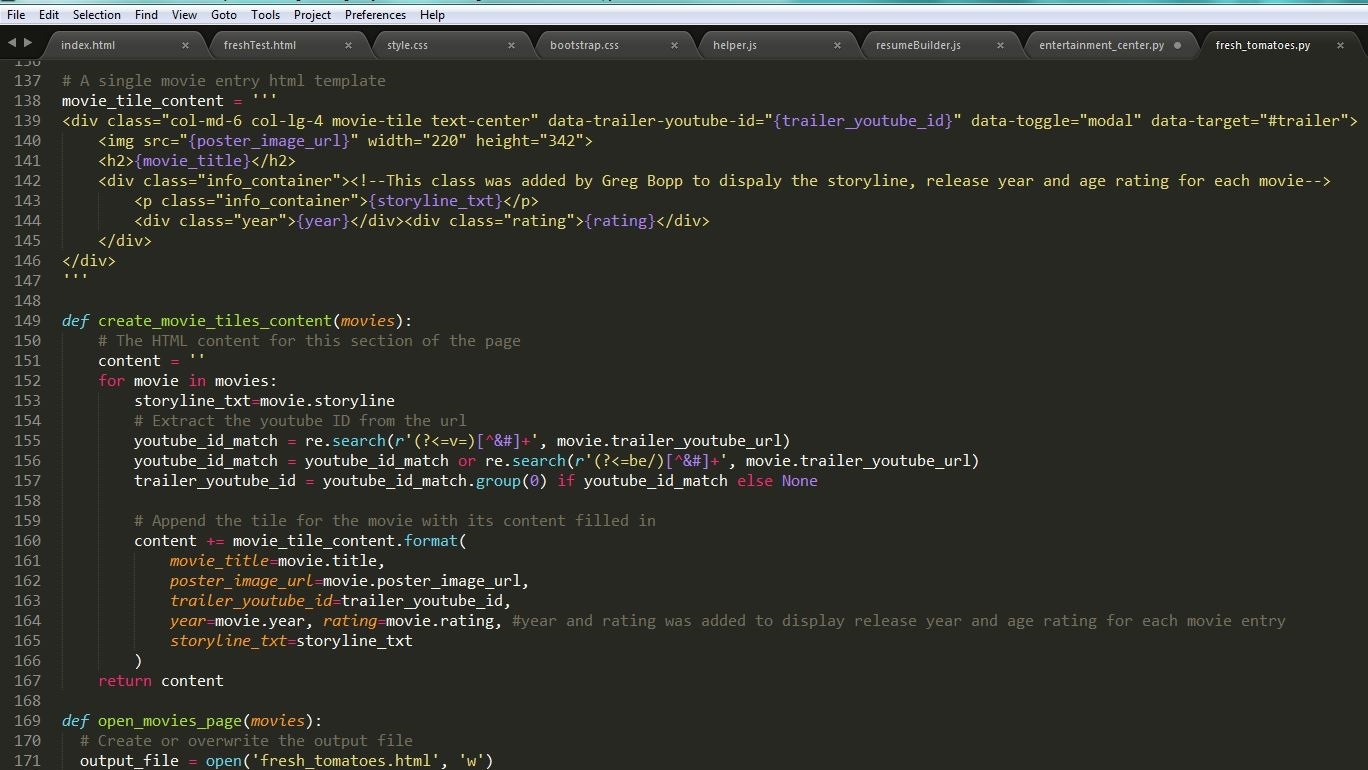 File Edit Selection Find View Goto Tools Project Preferences Help
index.html × freshTest.html × style.css × bootstrap.css × helper.js × resumeBuilder.js × entertainment_center.py fresh_tomatoes.py ×
136
137 # A single movie entry html template
138 movie_tile_content = '''
139 <div class="col-md-6 col-lg-4 movie-tile text-center" data-trailer-youtube-id="{trailer_youtube_id}" data-toggle="modal" data-target="#trailer">
140     <img src="{poster_image_url}" width="220" height="342">
141     <h2>{movie_title}</h2>
142     <div class="info_container"><!--This class was added by Greg Bopp to dispaly the storyline, release year and age rating for each movie-->
143         <p class="info_container">{storyline_txt}</p>
144         <div class="year">{year}</div><div class="rating">{rating}</div>
145     </div>
146 </div>
147 '''
148
149 def create_movie_tiles_content(movies):
150     # The HTML content for this section of the page
151     content = ''
152     for movie in movies:
153         storyline_txt=movie.storyline
154         # Extract the youtube ID from the url
155         youtube_id_match = re.search(r'(?<=v=)[^&#]+', movie.trailer_youtube_url)
156         youtube_id_match = youtube_id_match or re.search(r'(?<=be/)[^&#]+', movie.trailer_youtube_url)
157         trailer_youtube_id = youtube_id_match.group(0) if youtube_id_match else None
158
159         # Append the tile for the movie with its content filled in
160         content += movie_tile_content.format(
161             movie_title=movie.title,
162             poster_image_url=movie.poster_image_url,
163             trailer_youtube_id=trailer_youtube_id,
164             year=movie.year, rating=movie.rating, #year and rating was added to display release year and age rating for each movie entry
165             storyline_txt=storyline_txt
166         )
167     return content
168
169 def open_movies_page(movies):
170   # Create or overwrite the output file
171   output_file = open('fresh_tomatoes.html', 'w')